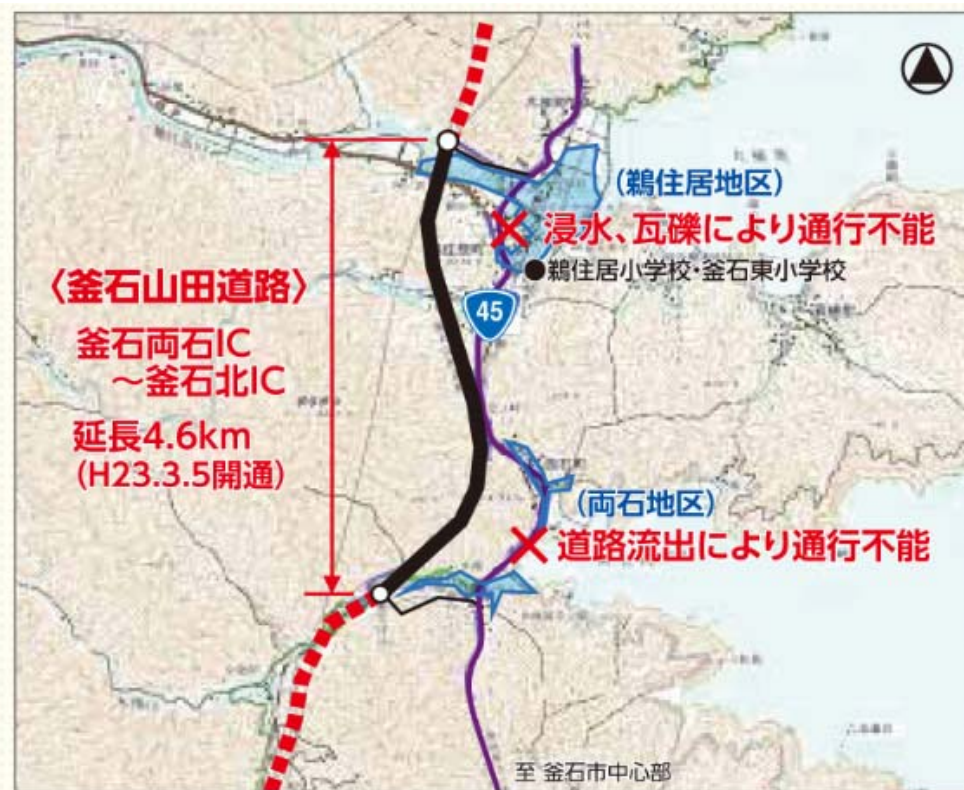 (鵜住居地区)
浸水、瓦礫により通行不能
●鵜住居小学校・釜石東小学校
45
〈釜石山田道路〉
釜石両石IC
～釜石北IC
延長4.6km
(H23.3.5開通)
(両石地区)
道路流出により通行不能
至 釜石市中心部